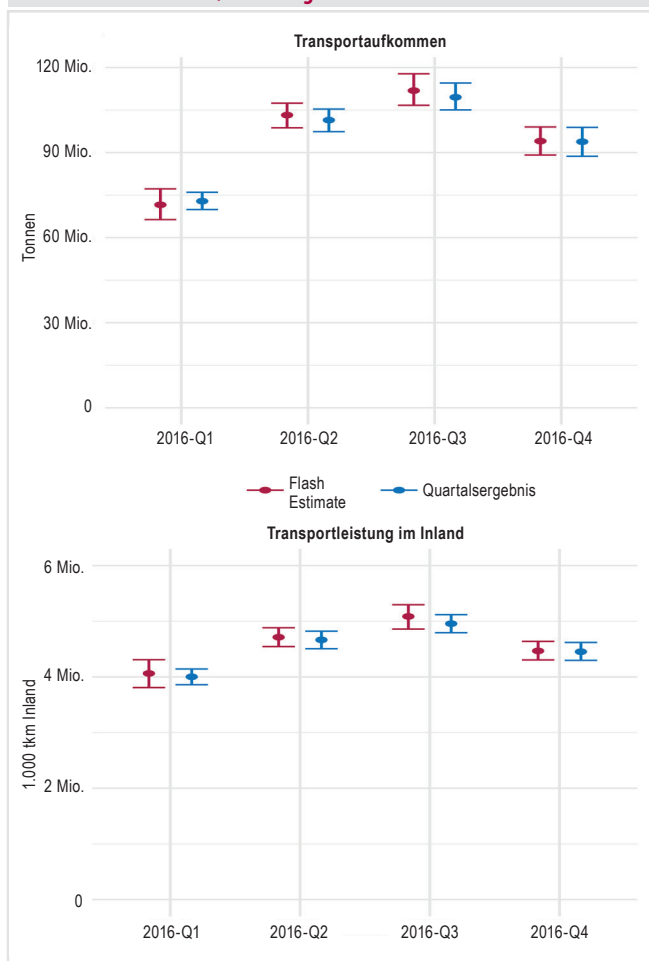 Transportaufkommen
120 Mio.
90 Mio.
60 Mio.
30 Mio.
0
Tonnen
2016-Q1 2016-Q2 2016-Q3 2016-Q4
Flash
Estimate
Quartalsergebnis
Transportleistung im Inland
6 Mio.
4 Mio.
2 Mio.
0
1.000 tkm Inland
2016-Q1 2016-Q2 2016-Q3 2016-Q4